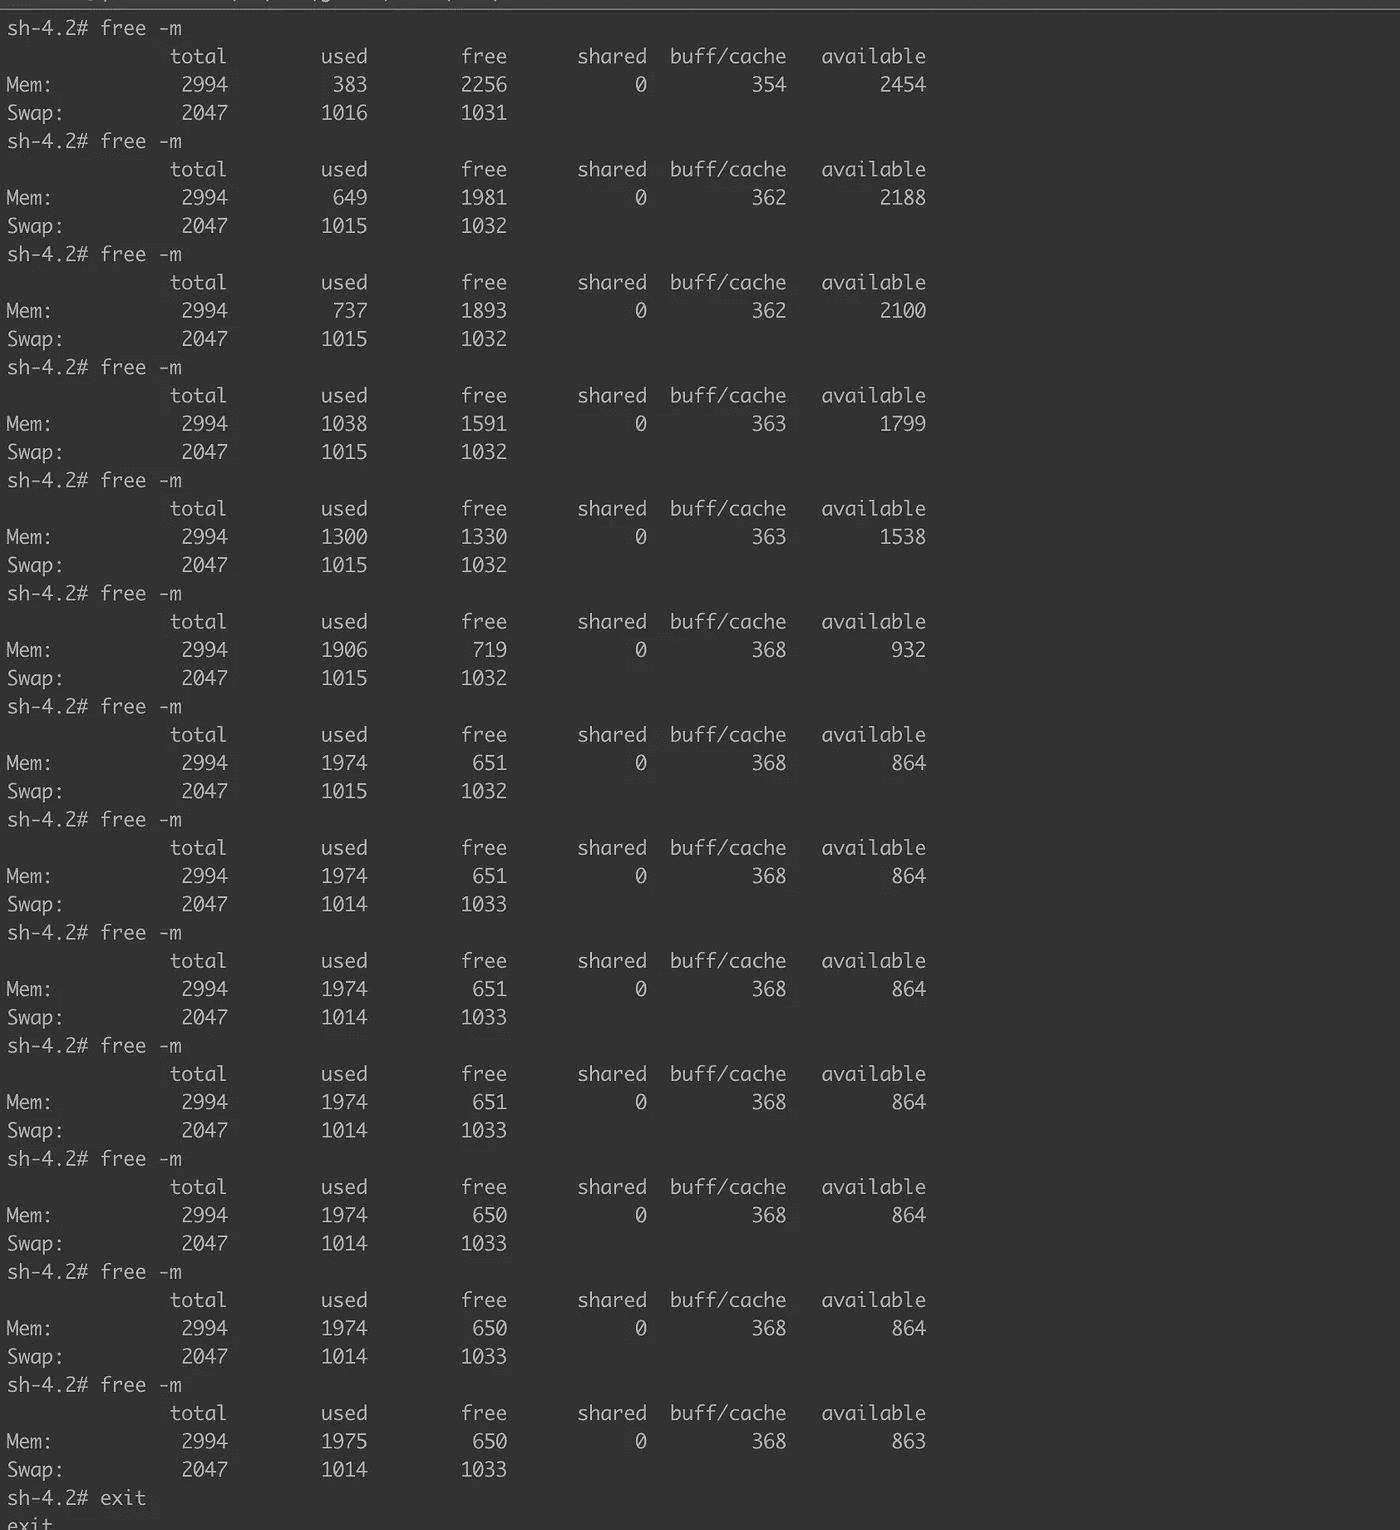 sh-4.2# free -m
total used free shared buff/cache available
Mem: 2994 383 2256 0 354 2454
Swap: 2047 1016 1031
sh-4.2# free -m
total used free shared buff/cache available
Mem: 2994 649 1981 0 362 2188
Swap: 2047 1015 1032
sh-4.2# free -m
total used free shared buff/cache available
Mem: 2994 737 1893 0 362 2100
Swap: 2047 1015 1032
sh-4.2# free -m
total used free shared buff/cache available
Mem: 2994 1038 1591 0 363 1799
Swap: 2047 1015 1032
sh-4.2# free -m
total used free shared buff/cache available
Mem: 2994 1300 1330 0 363 1538
Swap: 2047 1015 1032
sh-4.2# free -m
total used free shared buff/cache available
Mem: 2994 1906 719 0 368 932
Swap: 2047 1015 1032
sh-4.2# free -m
total used free shared buff/cache available
Mem: 2994 1974 651 0 368 864
Swap: 2047 1015 1032
sh-4.2# free -m
total used free shared buff/cache available
Mem: 2994 1974 651 0 368 864
Swap: 2047 1014 1033
sh-4.2# free -m
total used free shared buff/cache available
Mem: 2994 1974 651 0 368 864
Swap: 2047 1014 1033
sh-4.2# free -m
total used free shared buff/cache available
Mem: 2994 1974 651 0 368 864
Swap: 2047 1014 1033
sh-4.2# free -m
total used free shared buff/cache available
Mem: 2994 1974 650 0 368 864
Swap: 2047 1014 1033
sh-4.2# free -m
total used free shared buff/cache available
Mem: 2994 1974 650 0 368 864
Swap: 2047 1014 1033
sh-4.2# free -m
total used free shared buff/cache available
Mem: 2994 1975 650 0 368 863
Swap: 2047 1014 1033
sh-4.2# exit
exit